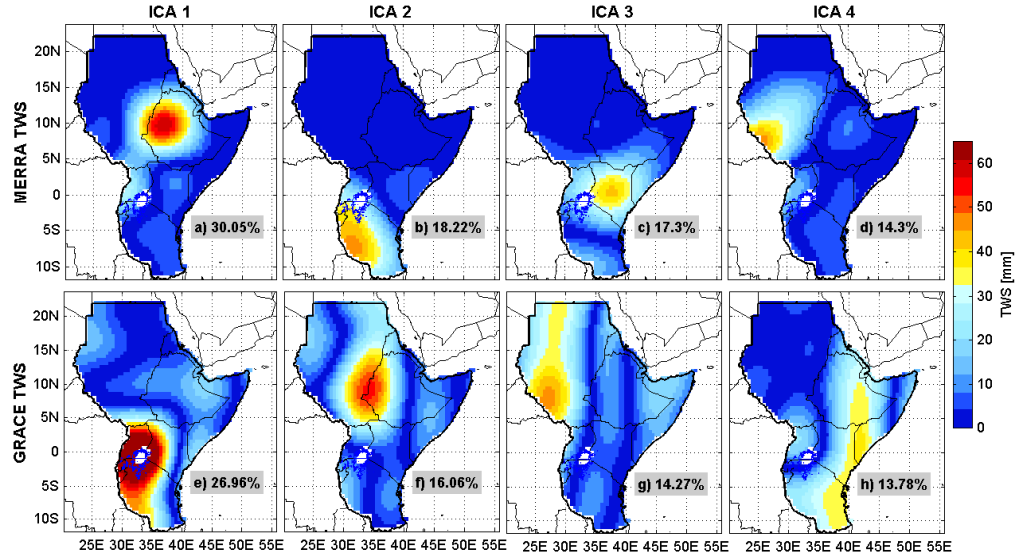 ICA 1 ICA 2 ICA 3 ICA 4
MERRA TWS
20N
15N
10N
5N
0
5S
10S
a) 30.05%
b) 18.22%
c) 17.3%
d) 14.3%
GRACE TWS
20N
15N
10N
5N
0
5S
10S
e) 26.96%
f) 16.06%
g) 14.27%
h) 13.78%
25E 30E 35E 40E 45E 50E 55E
25E 30E 35E 40E 45E 50E 55E
25E 30E 35E 40E 45E 50E 55E
25E 30E 35E 40E 45E 50E 55E
60
50
40
30
20
10
0
TWS [mm]